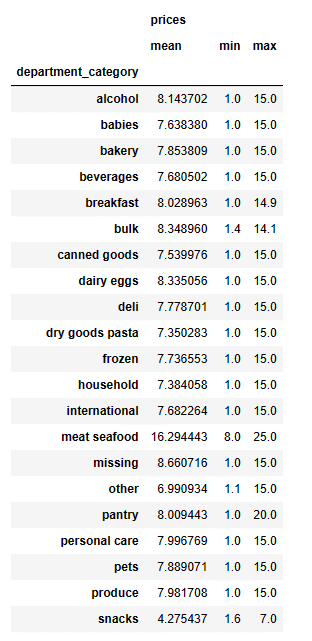 prices
mean min max
department_category
alcohol 8.143702 1.0 15.0
babies 7.638380 1.0 15.0
bakery 7.853809 1.0 15.0
beverages 7.680502 1.0 15.0
breakfast 8.028963 1.0 14.9
bulk 8.348960 1.4 14.1
canned goods 7.539976 1.0 15.0
dairy eggs 8.335056 1.0 15.0
deli 7.778701 1.0 15.0
dry goods pasta 7.350283 1.0 15.0
frozen 7.736553 1.0 15.0
household 7.384058 1.0 15.0
international 7.682264 1.0 15.0
meat seafood 16.294443 8.0 25.0
missing 8.660716 1.0 15.0
other 6.990934 1.1 15.0
pantry 8.009443 1.0 20.0
personal care 7.996769 1.0 15.0
pets 7.889071 1.0 15.0
produce 7.981708 1.0 15.0
snacks 4.275437 1.6 7.0